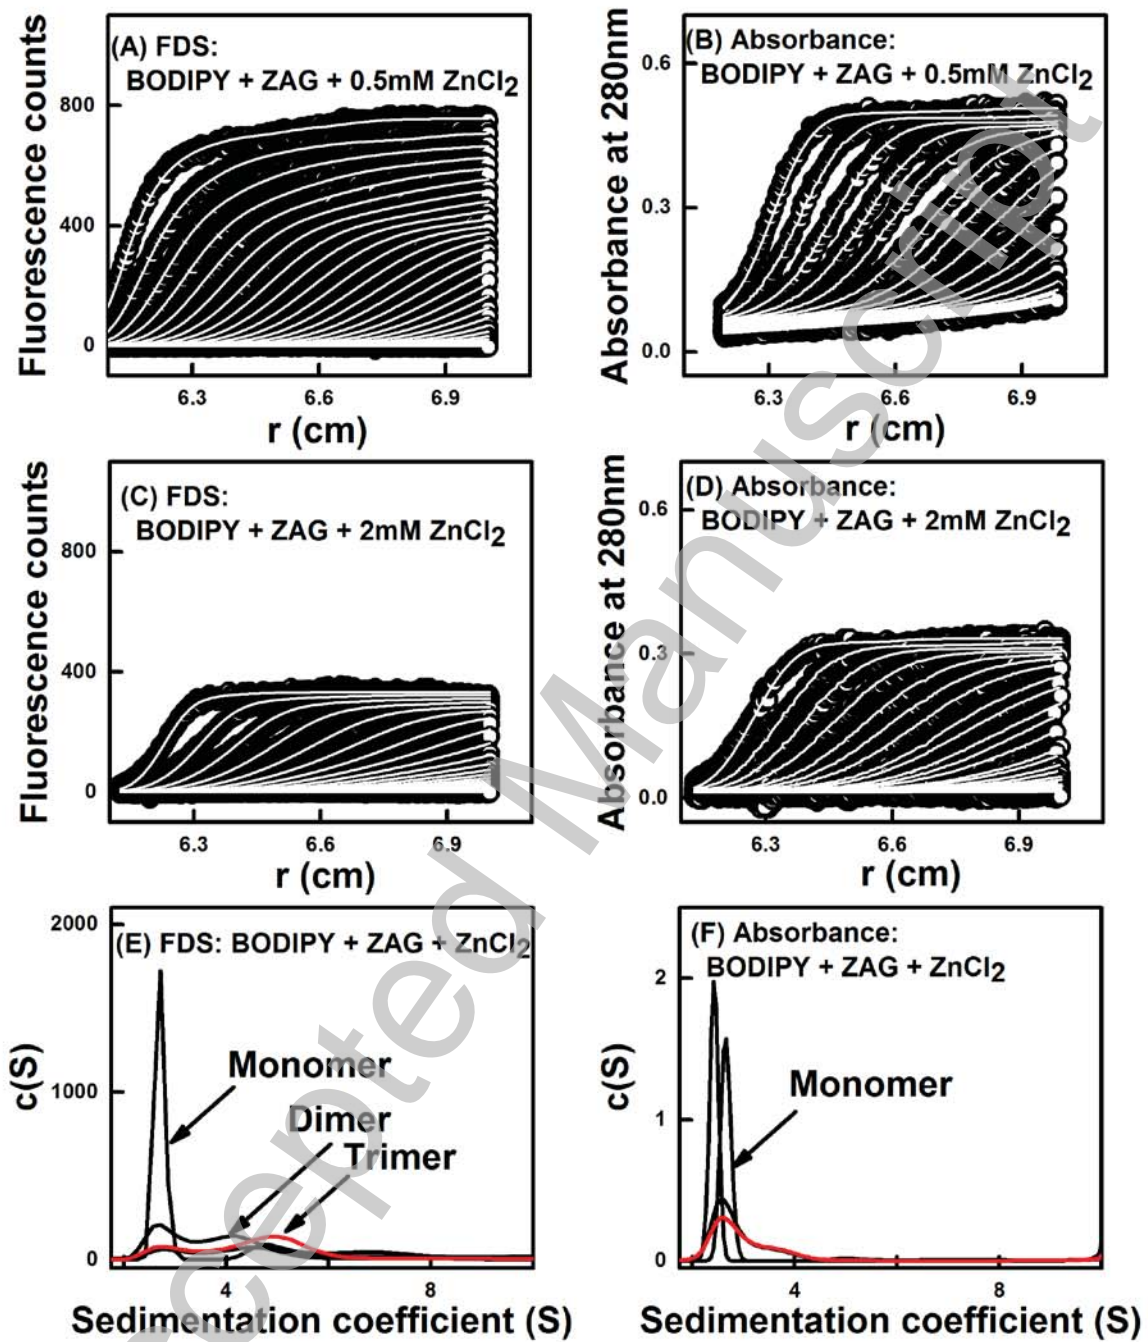 (A) FDS:
BODIPY + ZAG + 0.5mM ZnCl2
Fluorescence counts
800
400
0
6.3 6.6 6.9
r (cm)
(B) Absorbance:
BODIPY + ZAG + 0.5mM ZnCl2
Absorbance at 280nm
0.6
0.3
0.0
6.3 6.6 6.9
r (cm)
(C) FDS:
BODIPY + ZAG + 2mM ZnCl2
Fluorescence counts
800
400
0
6.3 6.6 6.9
r (cm)
(D) Absorbance:
BODIPY + ZAG + 2mM ZnCl2
Absorbance at 280nm
0.6
0.3
0.0
6.3 6.6 6.9
r (cm)
(E) FDS: BODIPY + ZAG + ZnCl2
c(S)
2000
1000
0
Monomer
Dimer
Trimer
4 8
Sedimentation coefficient (S)
(F) Absorbance:
BODIPY + ZAG + ZnCl2
c(S)
2
1
0
Monomer
4 8
Sedimentation coefficient (S)
cepted Manuscript